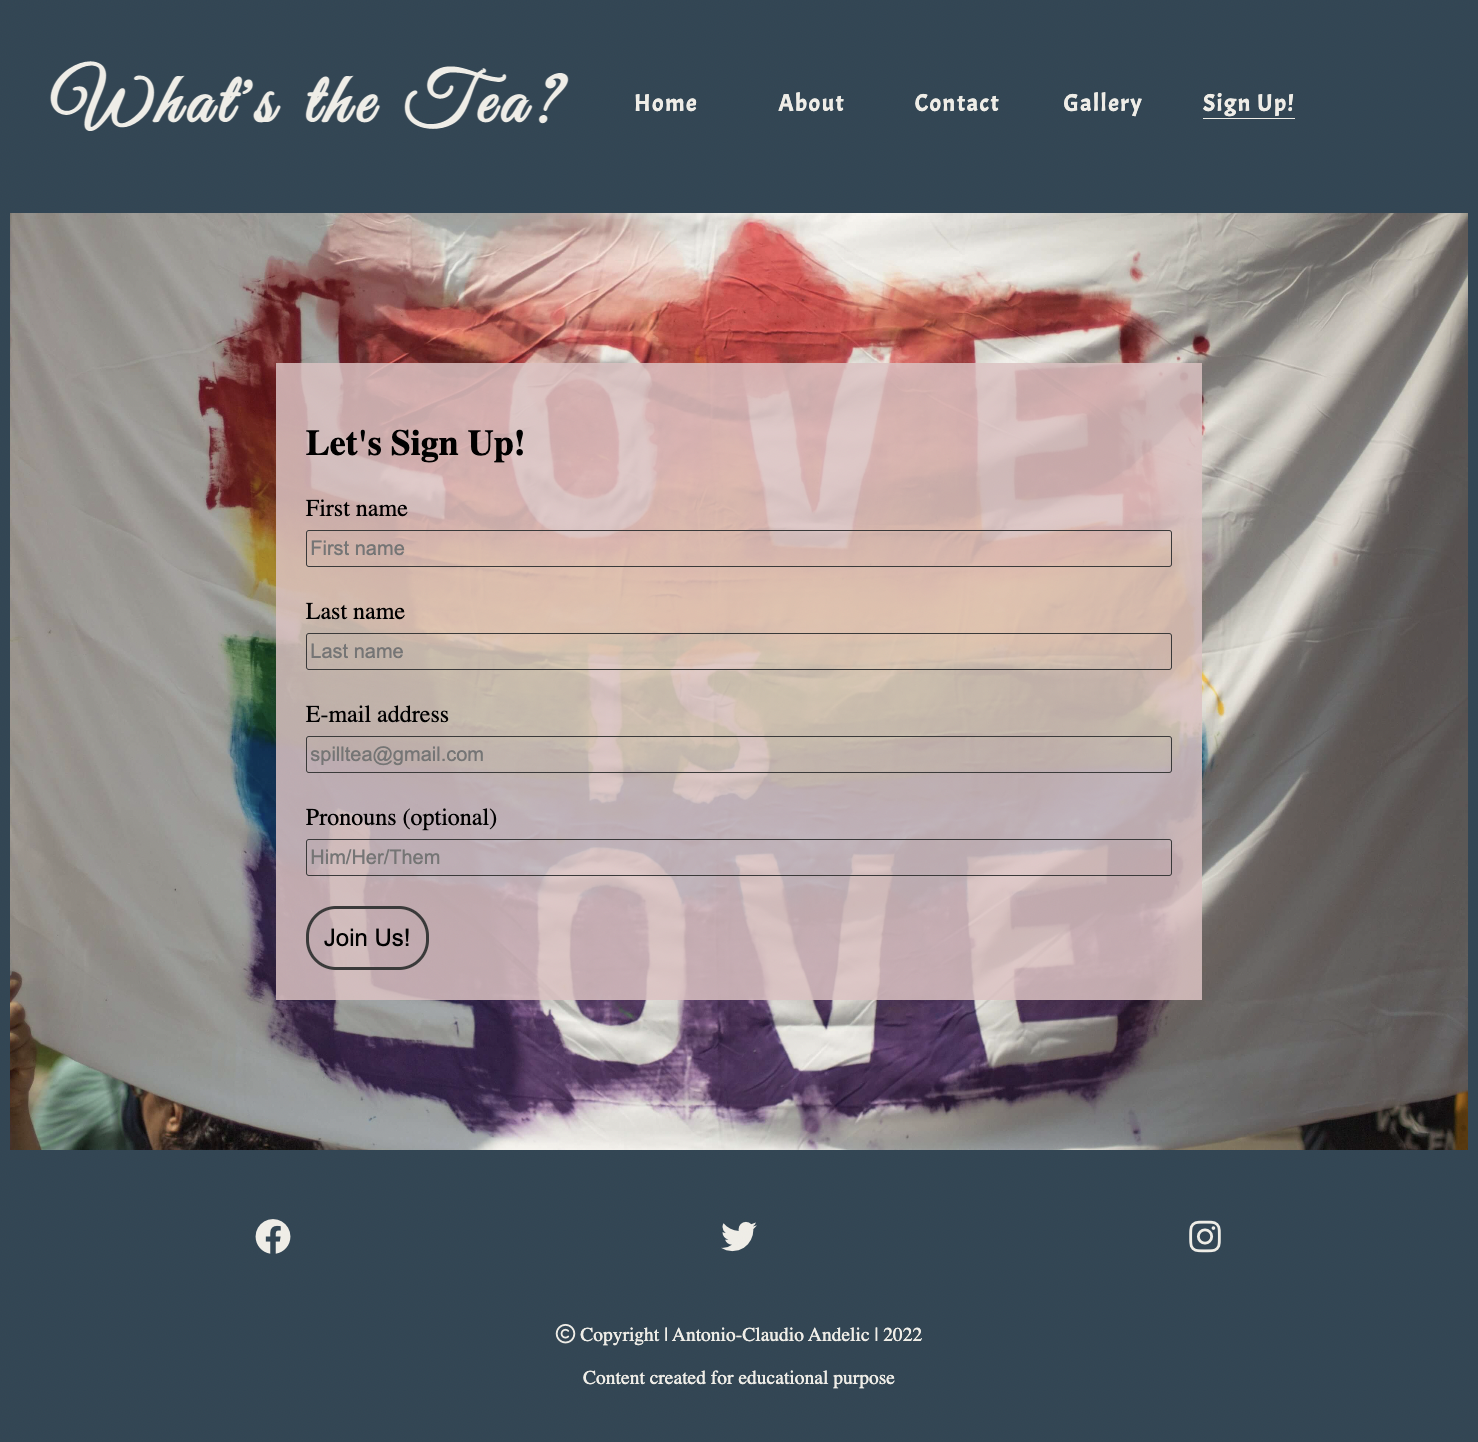 What's the Tea?
Home About Contact Gallery Sign Up!
LOVE
Let's Sign Up!
First name
First name
Last name
Last name
IS
E-mail address
spilltea@gmail.com
Pronouns (optional)
Him/Her/Them
LOVE
Join Us!
© Copyright | Antonio-Claudio Andelic | 2022
Content created for educational purpose